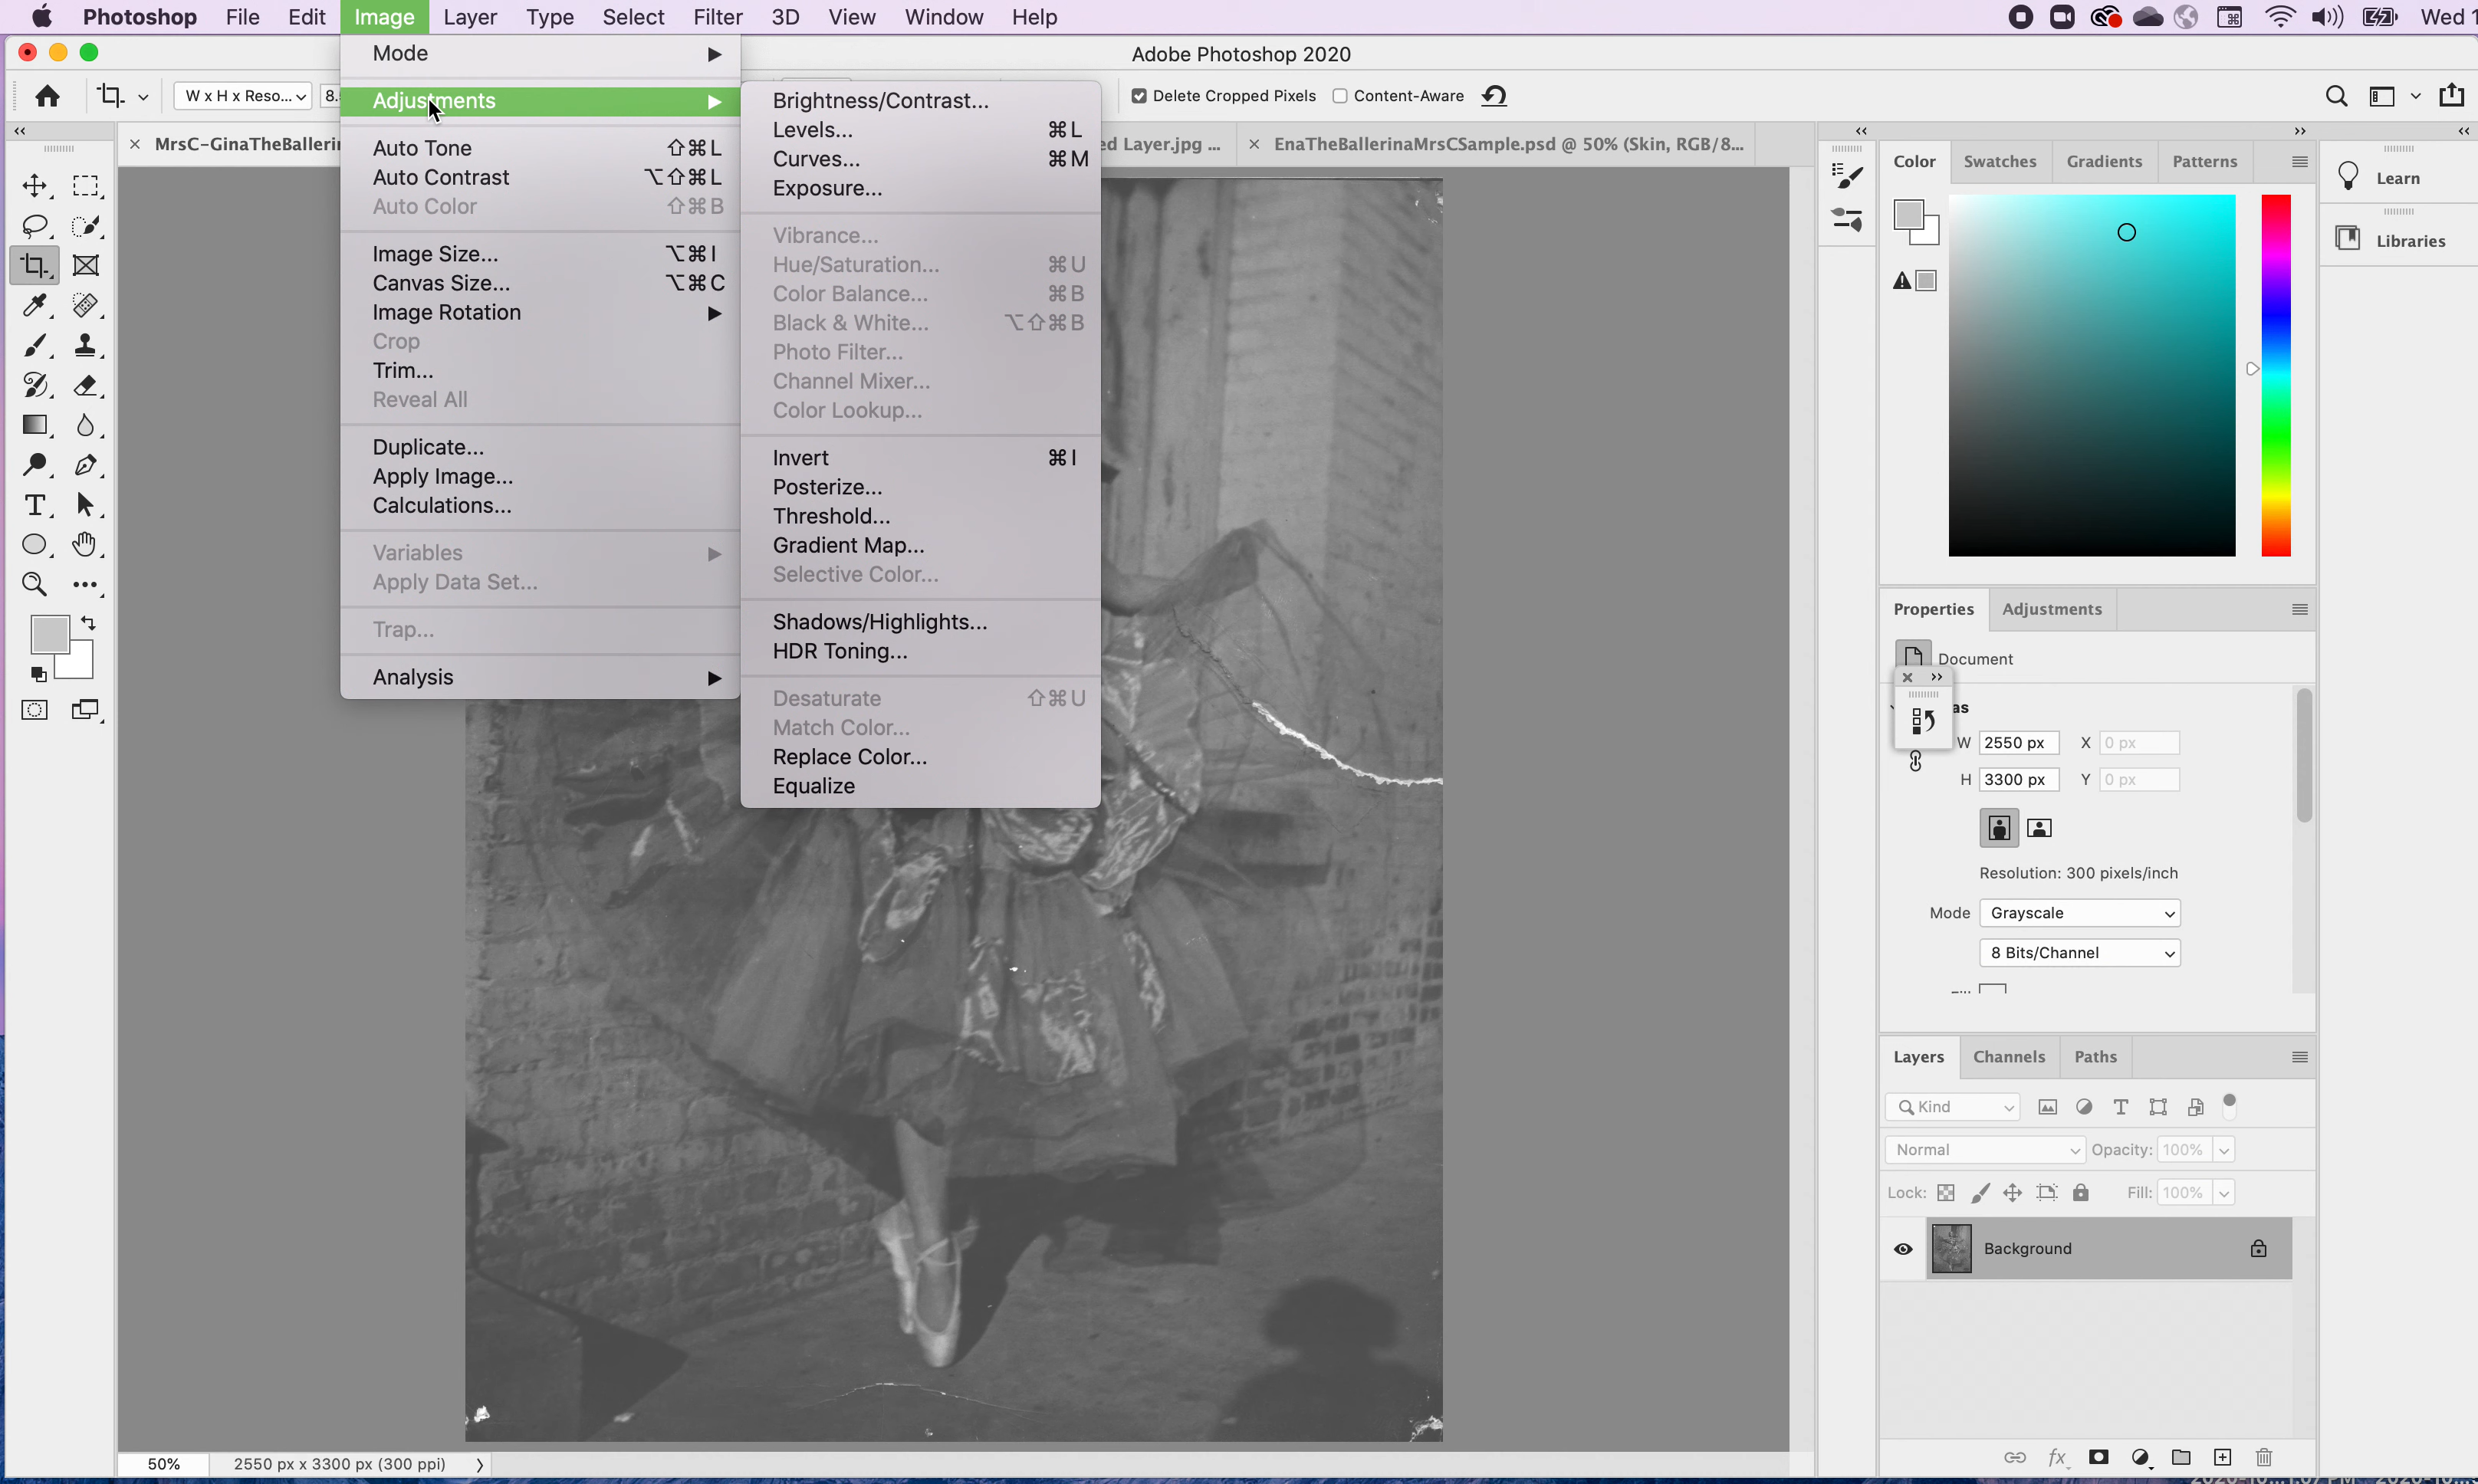 Photoshop File Edit Image Layer Type Select Filter 3D View Window Help Wed 1
Adobe Photoshop 2020
W x H x Reso... 8. Delete Cropped Pixels Content-Aware
MrsC-GinaTheBallerin ed Layer.jpg ... EnaTheBallerinaMrsCSample.psd @ 50% (Skin, RGB/8...
Mode
Adjustments
Auto Tone ⇧⌘L
Auto Contrast ⌥⇧⌘L
Auto Color ⇧⌘B
Image Size... ⌥⌘I
Canvas Size... ⌥⌘C
Image Rotation
Crop
Trim...
Reveal All
Duplicate...
Apply Image...
Calculations...
Variables
Apply Data Set...
Trap...
Analysis
Brightness/Contrast...
Levels... ⌘L
Curves... ⌘M
Exposure...
Vibrance...
Hue/Saturation... ⌘U
Color Balance... ⌘B
Black & White... ⌥⇧⌘B
Photo Filter...
Channel Mixer...
Color Lookup...
Invert ⌘I
Posterize...
Threshold...
Gradient Map...
Selective Color...
Shadows/Highlights...
HDR Toning...
Desaturate ⇧⌘U
Match Color...
Replace Color...
Equalize
Color Swatches Gradients Patterns
Learn
Libraries
Properties Adjustments
Document
as
W 2550 px X 0 px
H 3300 px Y 0 px
Resolution: 300 pixels/inch
Mode Grayscale
8 Bits/Channel
Layers Channels Paths
Kind
Normal Opacity: 100%
Lock: Fill: 100%
Background
fx
50% 2550 px x 3300 px (300 ppi)